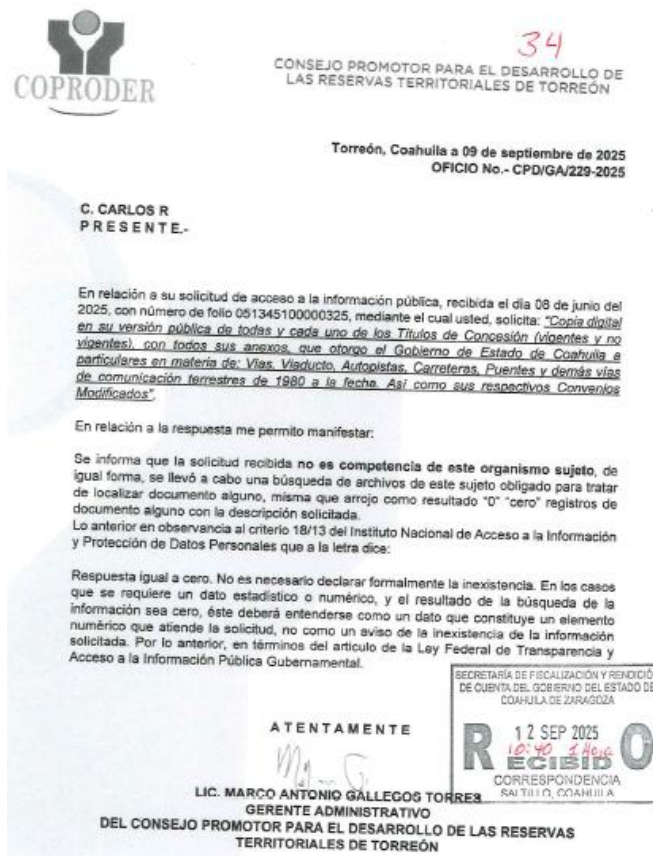 34
COPRODER
CONSEJO PROMOTOR PARA EL DESARROLLO DE
LAS RESERVAS TERRITORIALES DE TORREÓN
Torreón, Coahuila a 09 de septiembre de 2025
OFICIO No.- CPD/GA/229-2025
C. CARLOS R
P R E S E N T E.-
En relación a su solicitud de acceso a la información pública, recibida el día 06 de junio del
2025, con número de folio 051345100000325, mediante el cual usted, solicita: "Copia digital
en su versión pública de todas y cada uno de los Títulos de Concesión (vigentes y no
vigentes), con todos sus anexos, que otorgo el Gobierno de Estado de Coahuila a
particulares en materia de: Vías, Viaducto, Autopistas, Carreteras, Puentes y demás vías
de comunicación terrestres de 1980 a la fecha. Así como sus respectivos Convenios
Modificados".
En relación a la respuesta me permito manifestar:
Se informa que la solicitud recibida no es competencia de este organismo sujeto, de
igual forma, se llevó a cabo una búsqueda de archivos de este sujeto obligado para tratar
de localizar documento alguno, misma que arrojo como resultado "0" "cero" registros de
documento alguno con la descripción solicitada.
Lo anterior en observancia al criterio 18/13 del Instituto Nacional de Acceso a la Información
y Protección de Datos Personales que a la letra dice:
Respuesta igual a cero. No es necesario declarar formalmente la inexistencia. En los casos
que se requiere un dato estadístico o numérico, y el resultado de la búsqueda de la
información sea cero, éste deberá entenderse como un dato que constituye un elemento
numérico que atiende la solicitud, no como un aviso de la inexistencia de la información
solicitada. Por lo anterior, en términos del artículo de la Ley Federal de Transparencia y
Acceso a la Información Pública Gubernamental.
SECRETARÍA DE FISCALIZACIÓN Y RENDICIÓN
DE CUENTA DEL GOBIERNO DEL ESTADO DE
COAHUILA DE ZARAGOZA
12 SEP 2025
10:40 1 Hoja
RECIBIDO
CORRESPONDENCIA
SALTILLO, COAHUILA
A T E N T A M E N T E
LIC. MARCO ANTONIO GALLEGOS TORRES
GERENTE ADMINISTRATIVO
DEL CONSEJO PROMOTOR PARA EL DESARROLLO DE LAS RESERVAS
TERRITORIALES DE TORREÓN